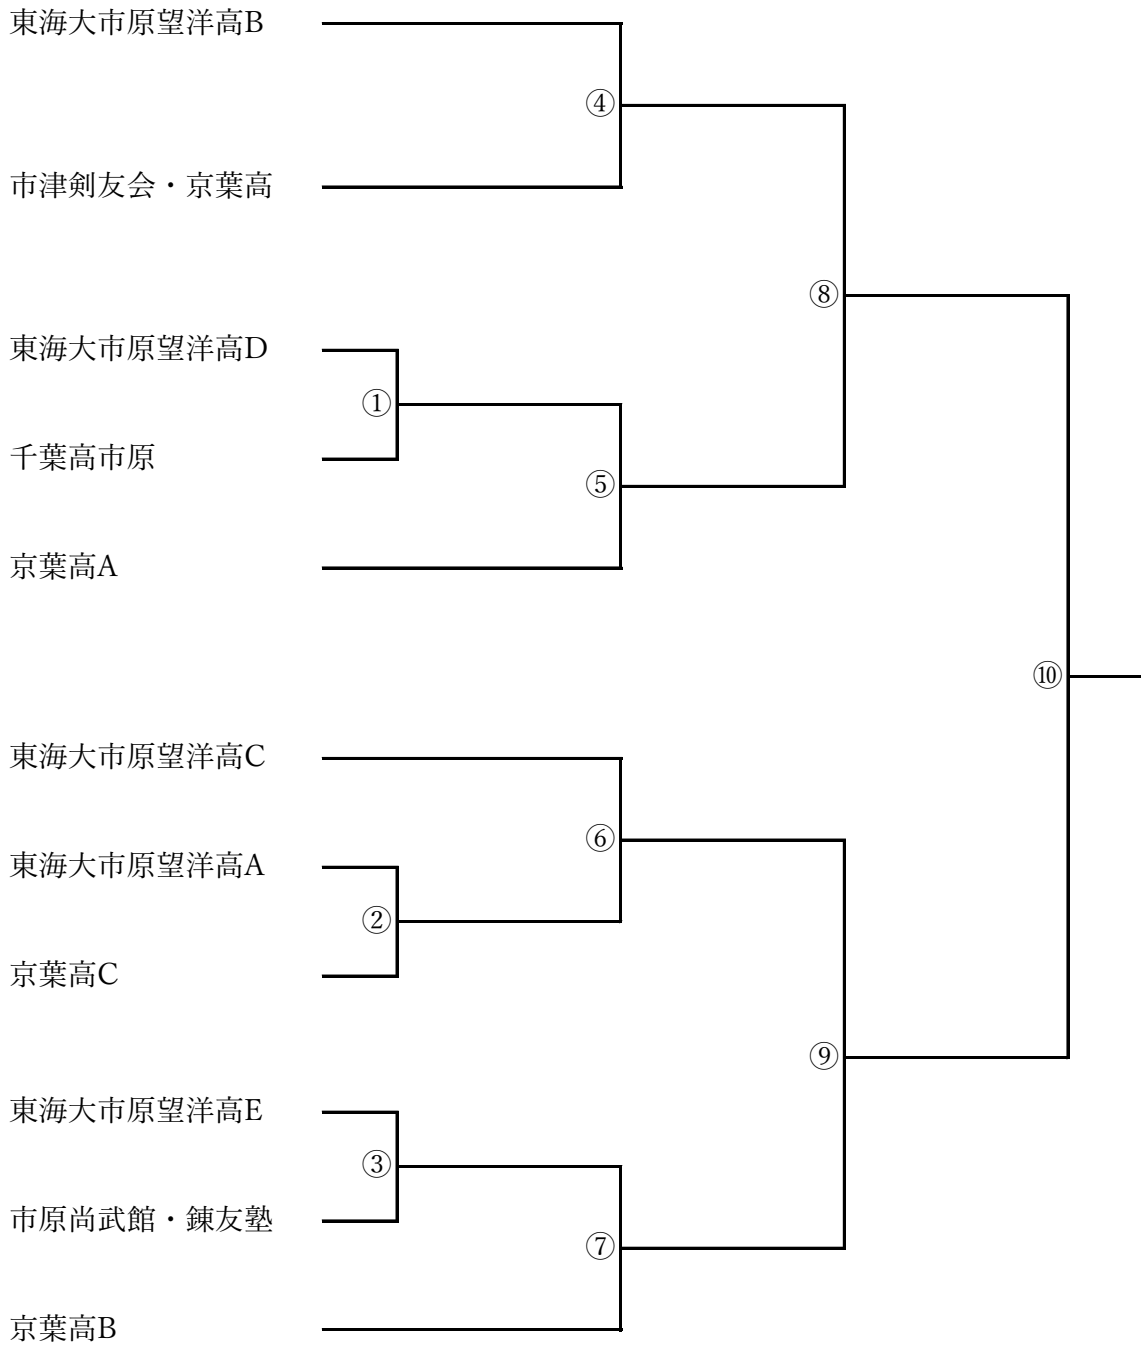 東海大市原望洋高B
④
市津剣友会・京葉高
⑧
東海大市原望洋高D
①
千葉高市原
⑤
京葉高A
⑩
東海大市原望洋高C
⑥
東海大市原望洋高A
②
京葉高C
⑨
東海大市原望洋高E
③
市原尚武館・錬友塾
⑦
京葉高B